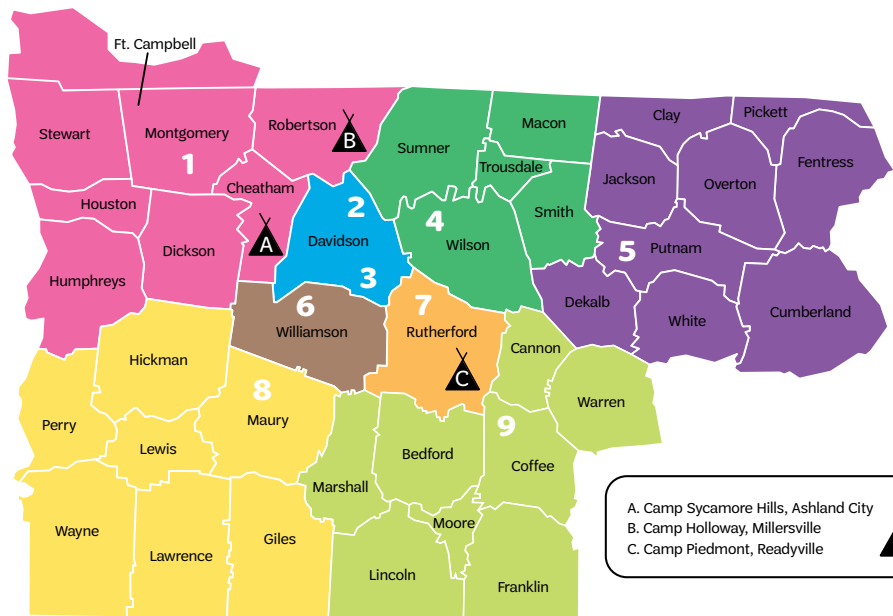 Ft. Campbell
Stewart
Montgomery
1
Robertson
B
Sumner
Macon
Clay
Pickett
Trousdale
Fentress
Jackson
Overton
Cheatham
Houston
2
4
Smith
Dickson
A
Davidson
Wilson
5
Putnam
Humphreys
3
6
7
Dekalb
White
Cumberland
Williamson
Rutherford
Cannon
Hickman
C
8
Warren
Perry
Maury
9
Lewis
Bedford
Coffee
Marshall
Wayne
Giles
Moore
Lawrence
Lincoln
Franklin
A. Camp Sycamore Hills, Ashland City
B. Camp Holloway, Millersville
C. Camp Piedmont, Readyville